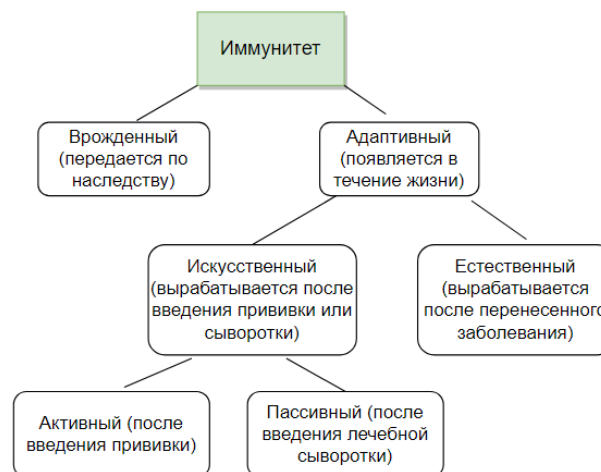 Иммунитет
Врожденный
(передается по
наследству)
Адаптивный
(появляется в
течение жизни)
Искусственный
(вырабатывается после
введения прививки или
сыворотки)
Естественный
(вырабатывается
после перенесенного
заболевания)
Активный (после
введения прививки)
Пассивный (после
введения лечебной
сыворотки)